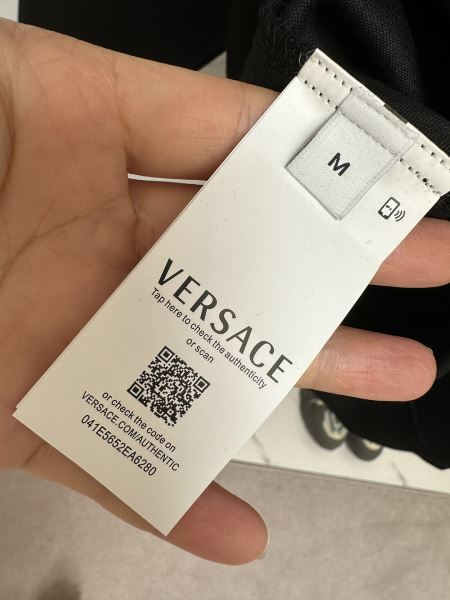 M
VERSACE
Tap here to check the authenticity
or scan
or check the code on
VERSACE.COM/AUTHENTIC
041E5652EA6280